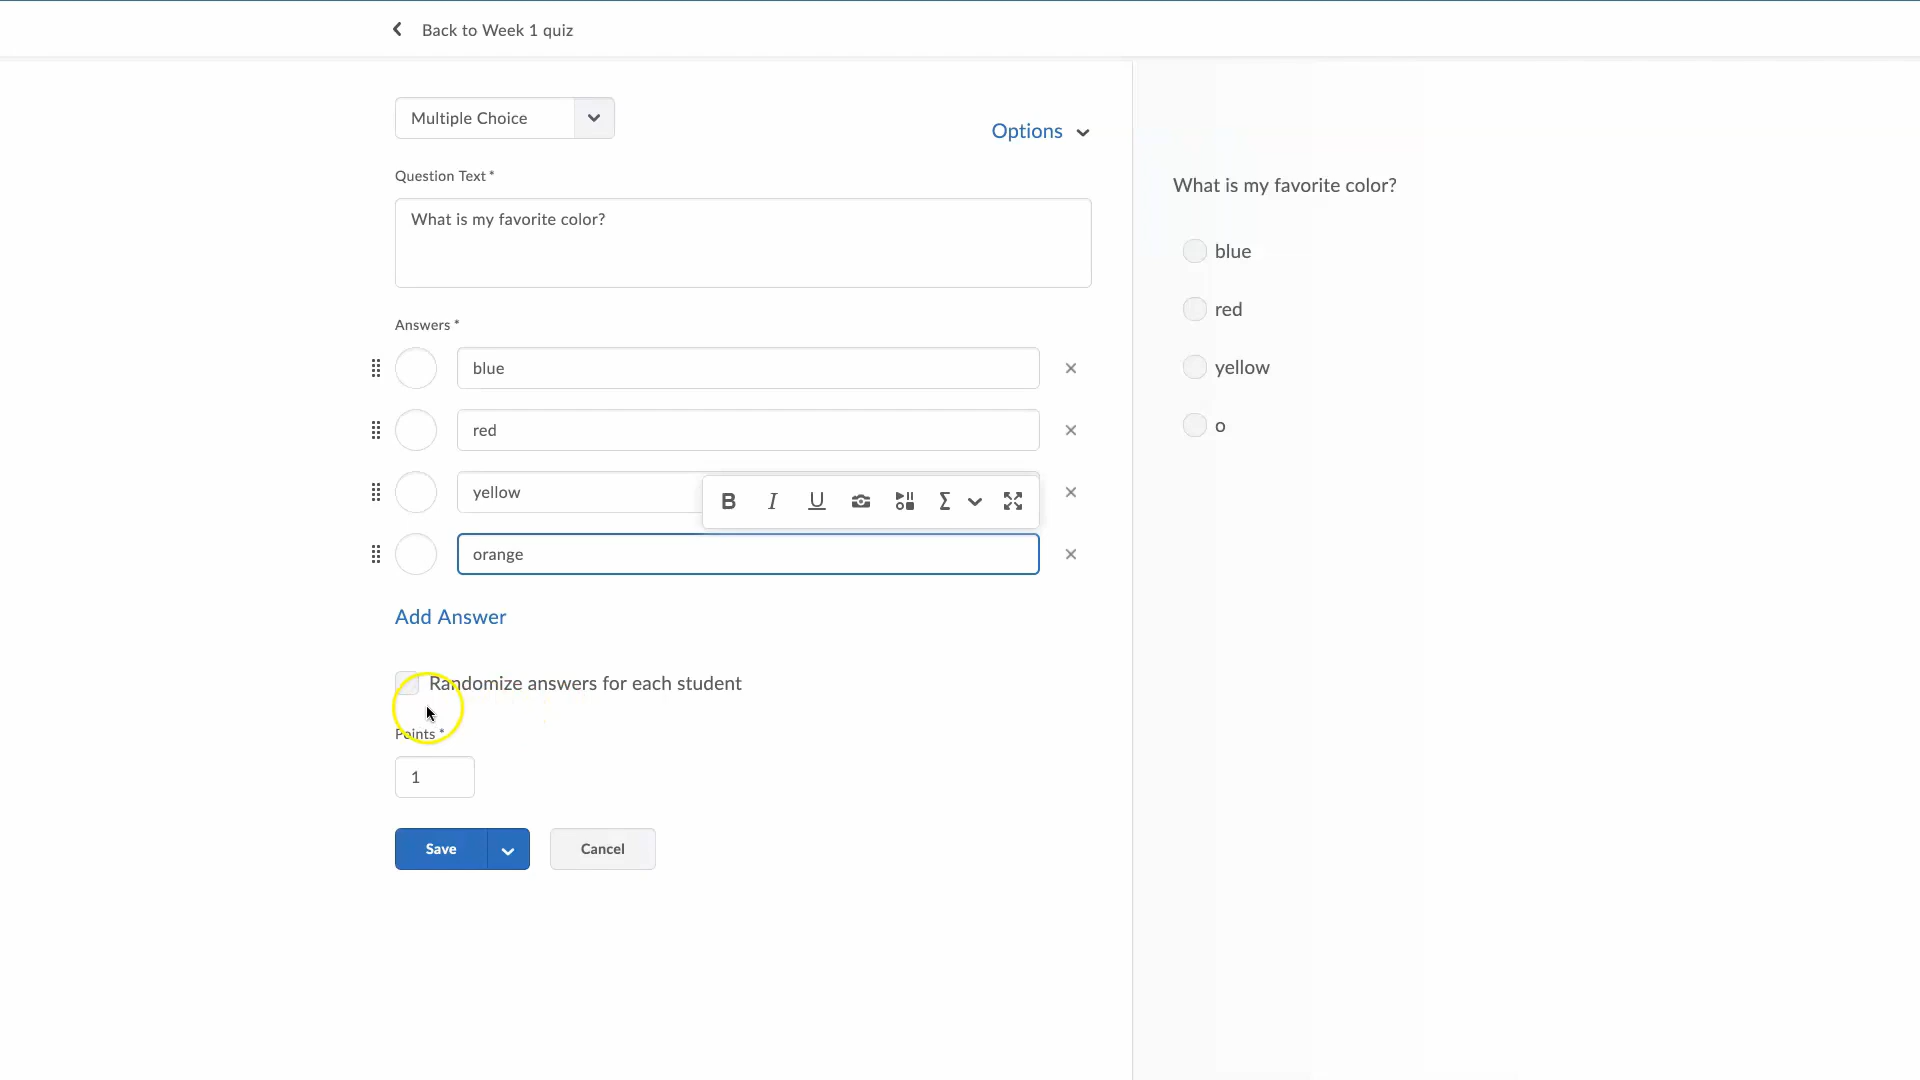 Back to Week 1 quiz
Multiple Choice
Options
Question Text *
What is my favorite color?
Answers *
blue
red
yellow
B I U Σ
orange
Add Answer
Randomize answers for each student
Points *
1
Save
Cancel
What is my favorite color?
blue
red
yellow
o